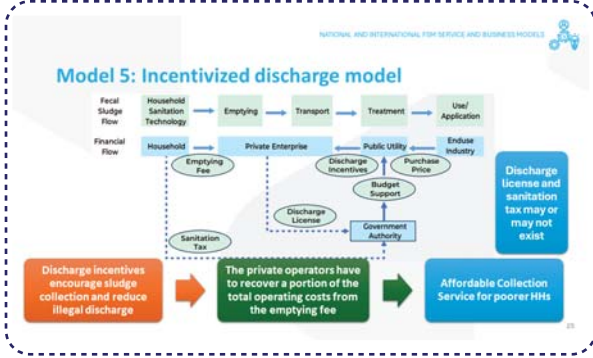 NATIONAL AND INTERNATIONAL FSM SERVICE AND BUSINESS MODELS
Model 5: Incentivized discharge model
Fecal
Sludge
Flow
Household
Sanitation
Technology
Emptying
Transport
Treatment
Use/
Application
Financial
Flow
Household
Private Enterprise
Public Utility
Enduse
Industry
Emptying
Fee
Discharge
Incentives
Purchase
Price
Budget
Support
Discharge
License
Government
Authority
Sanitation
Tax
Discharge
license and
sanitation
tax may or
may not
exist
Discharge incentives
encourage sludge
collection and reduce
illegal discharge
The private operators have
to recover a portion of the
total operating costs from
the emptying fee
Affordable Collection
Service for poorer HHs
25